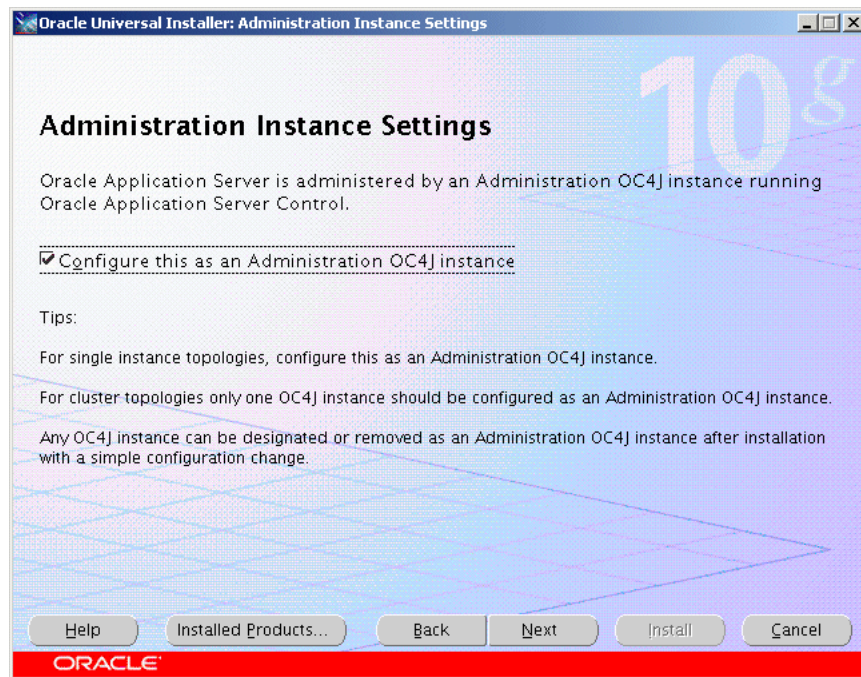 Oracle Universal Installer: Administration Instance Settings
10g
Administration Instance Settings
Oracle Application Server is administered by an Administration OC4J instance running
Oracle Application Server Control.
Configure this as an Administration OC4J instance
Tips:
For single instance topologies, configure this as an Administration OC4J instance.
For cluster topologies only one OC4J instance should be configured as an Administration OC4J instance.
Any OC4J instance can be designated or removed as an Administration OC4J instance after installation
with a simple configuration change.
Help Installed Products... Back Next Install Cancel
ORACLE